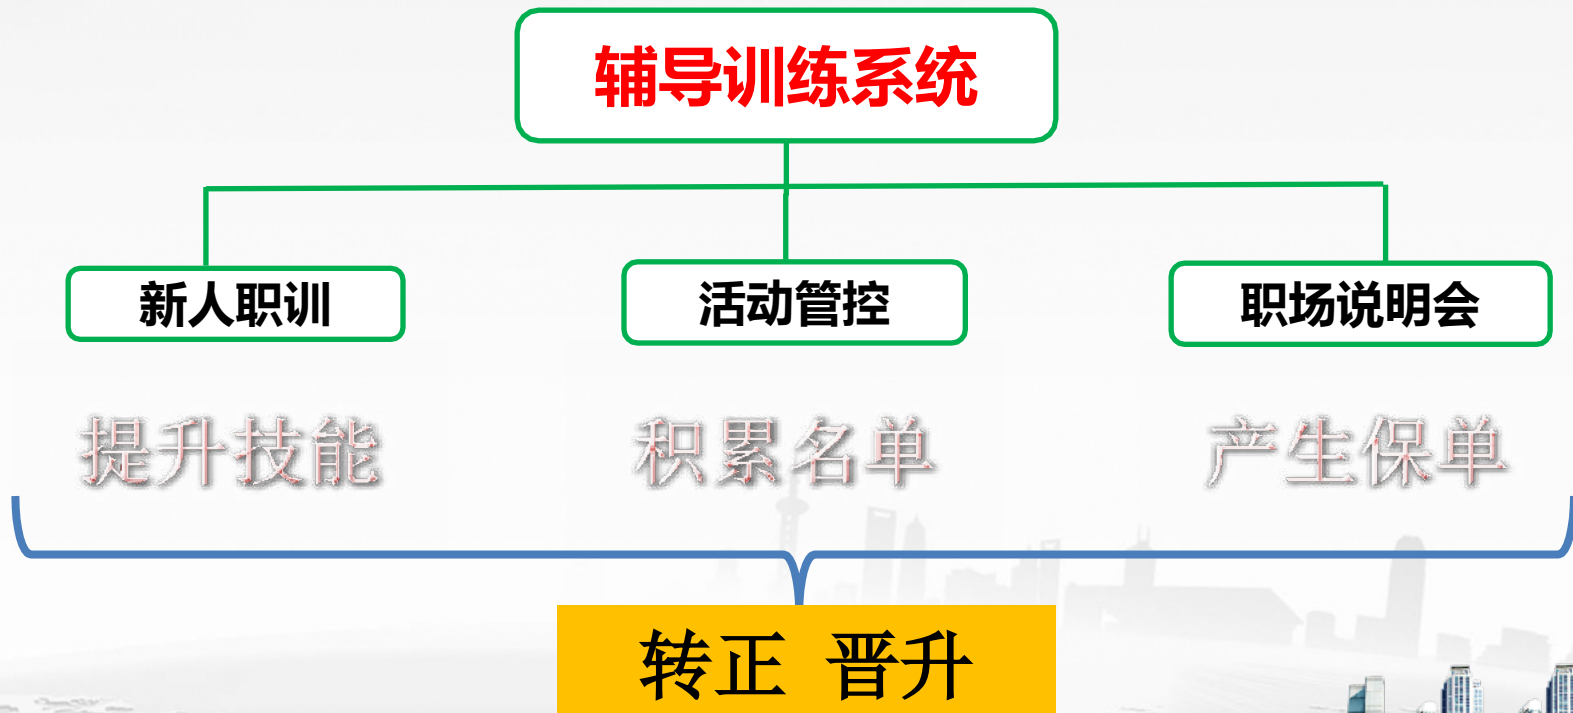 辅导训练系统
新人职训
活动管控
职场说明会
提升技能
积累名单
产生保单
转正 晋升